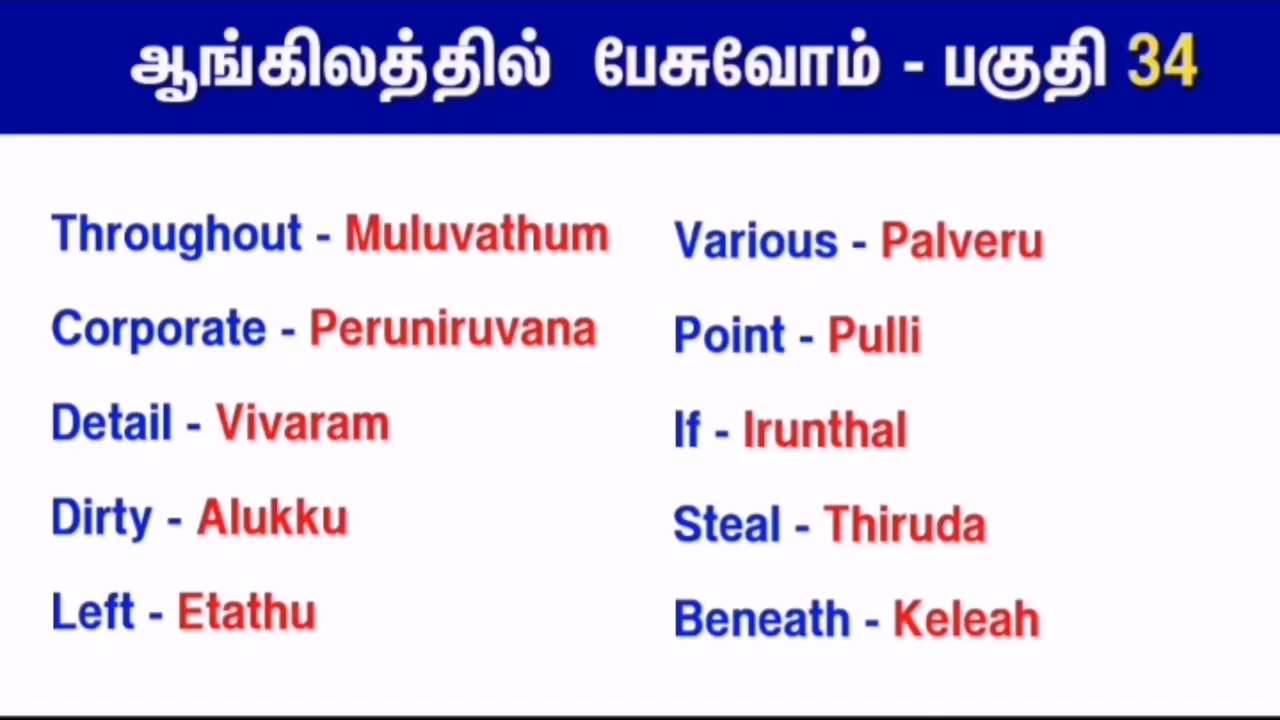 ஆங்கிலத்தில் பேசுவோம் - பகுதி 34
Throughout - Muluvathum
Corporate - Peruniruvana
Detail - Vivaram
Dirty - Alukku
Left - Etathu
Various - Palveru
Point - Pulli
If - Irunthal
Steal - Thiruda
Beneath - Keleah